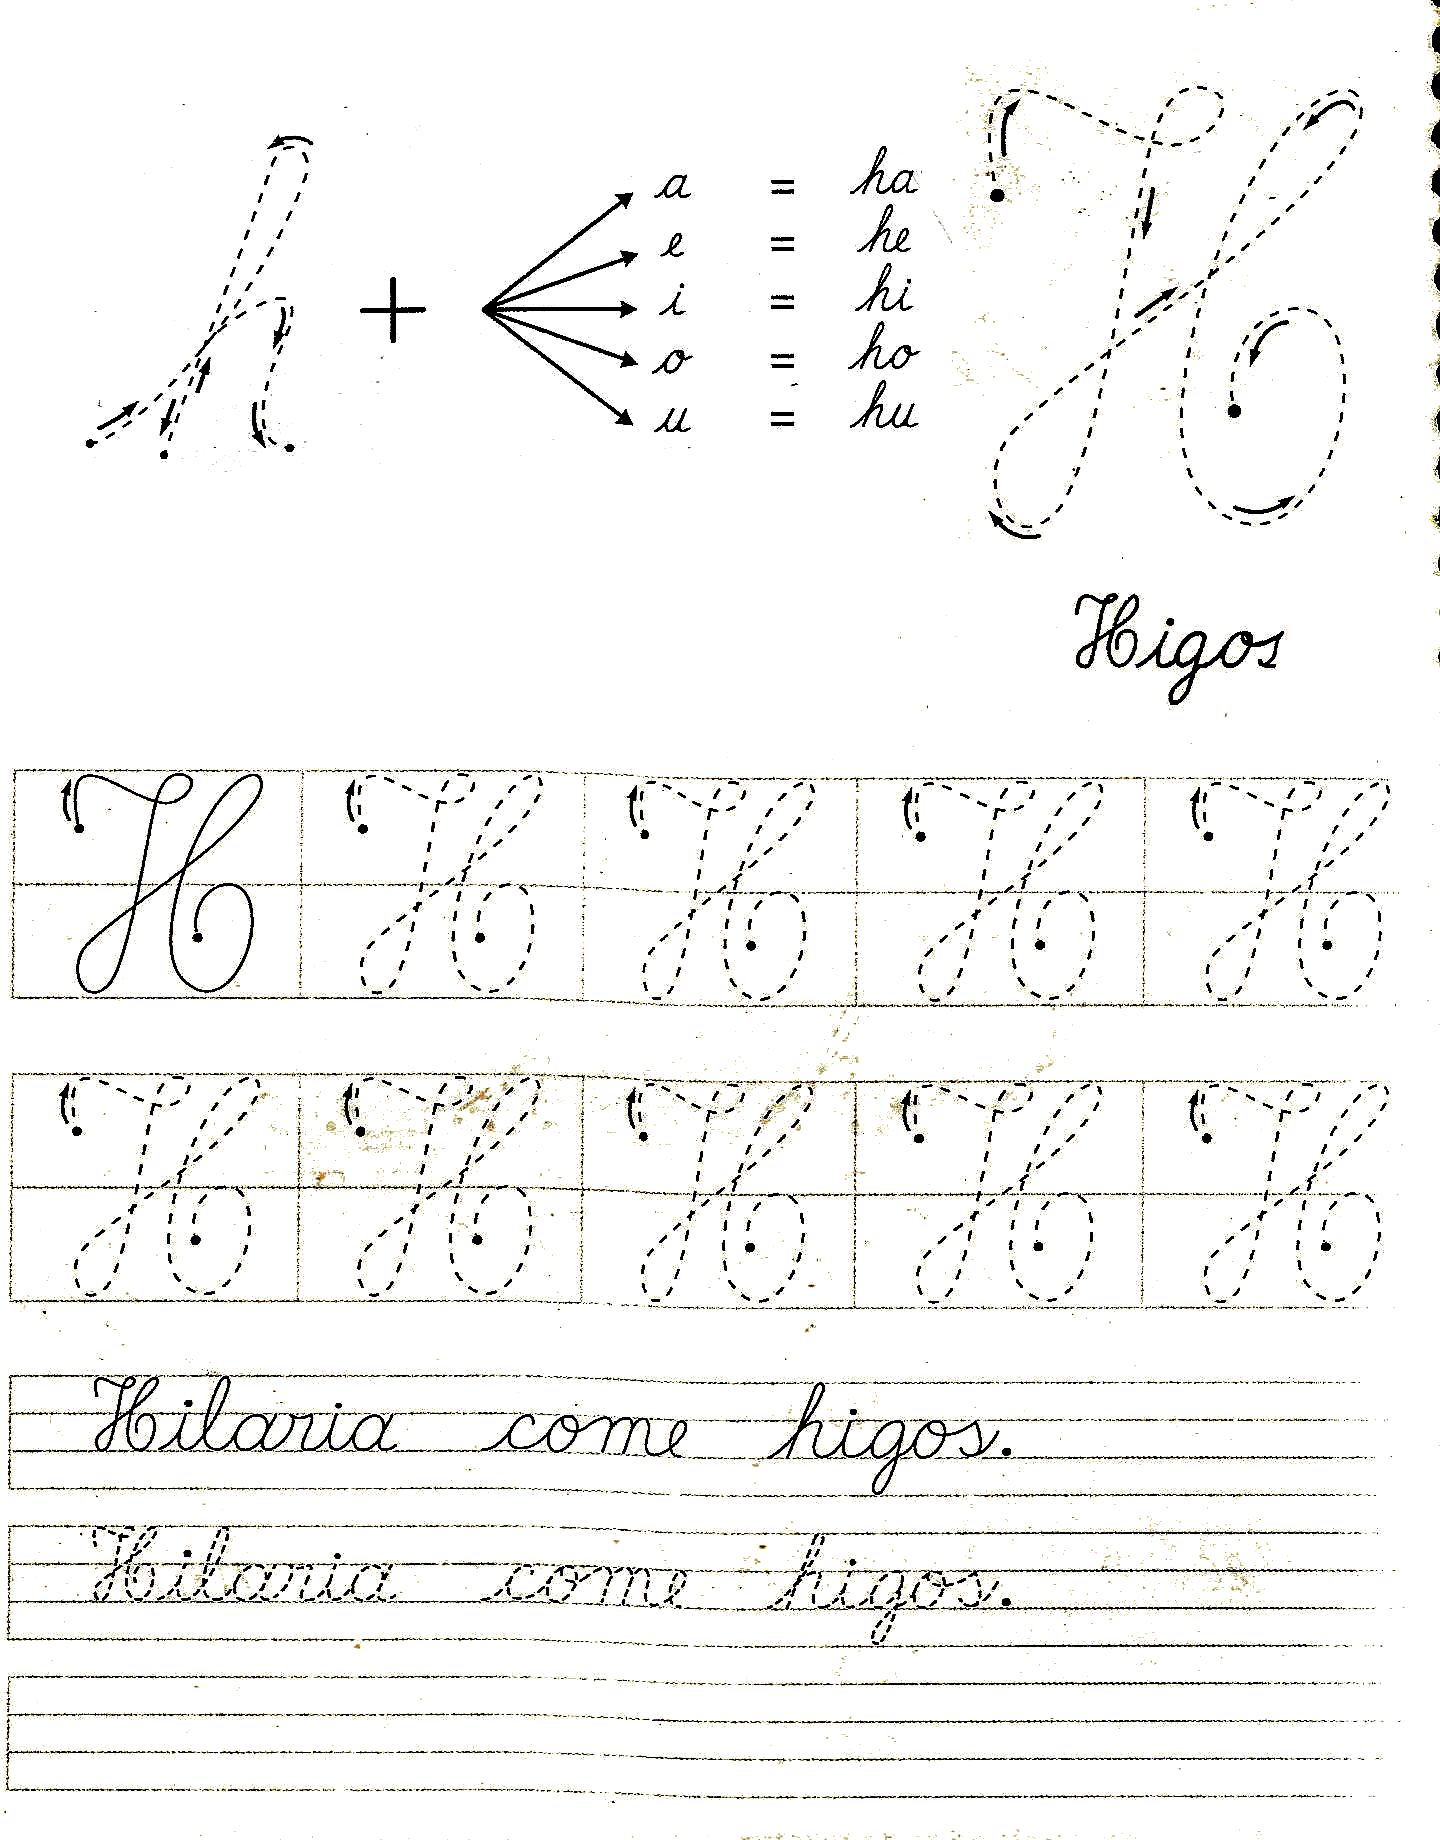 h + a = ha
e = he
i = hi
o = ho
u = hu
H
Higos
H H H H H
H H H H H
Hilaria come higos.
Hilaria come higos.